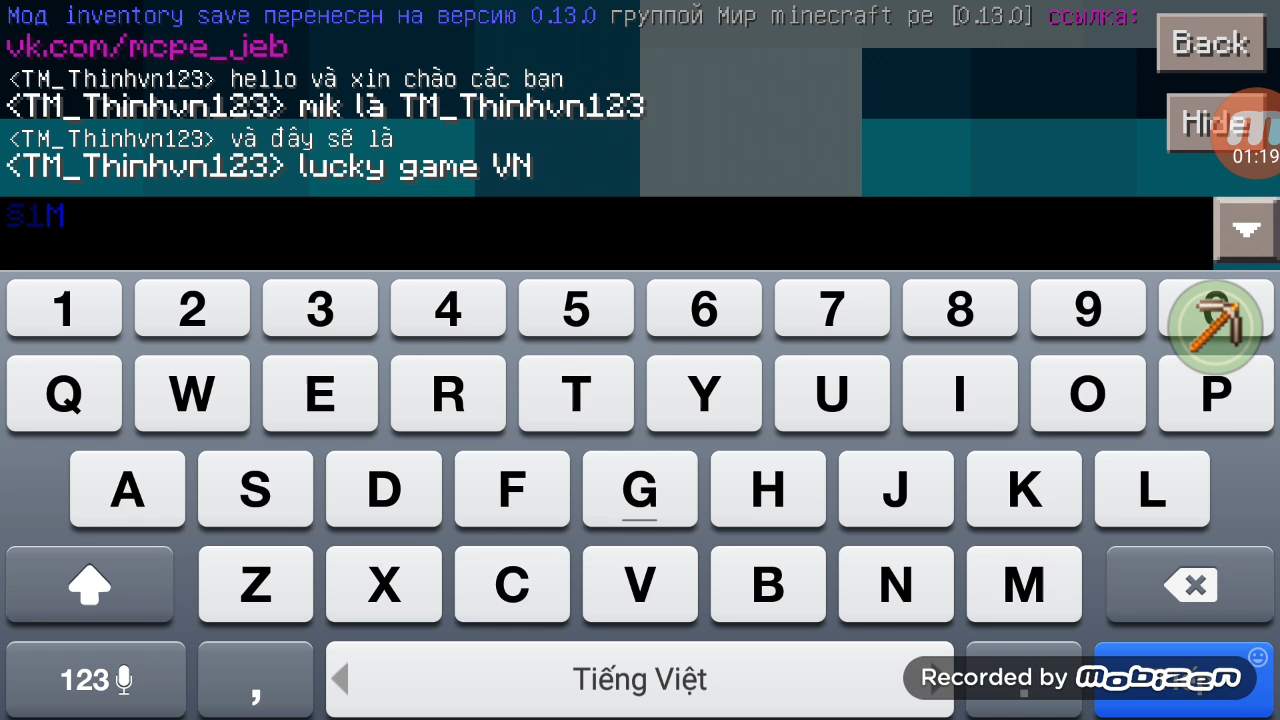 Мод inventory save перенесен на версию 0.13.0 группой Мир minecraft pe [0.13.0] ссылка:
vk.com/mcpe_jeb
<TM_Thinhvn123> hello và xin chào các bạn
<TM_Thinhvn123> mik là TM_Thinhvn123
<TM_Thinhvn123> và đây sẽ là
<TM_Thinhvn123> lucky game VN
Back
Hide
01:19
§1M
1 2 3 4 5 6 7 8 9
Q W E R T Y U I O P
A S D F G H J K L
Z X C V B N M
123 , Tiếng Việt .
Recorded by mobizen